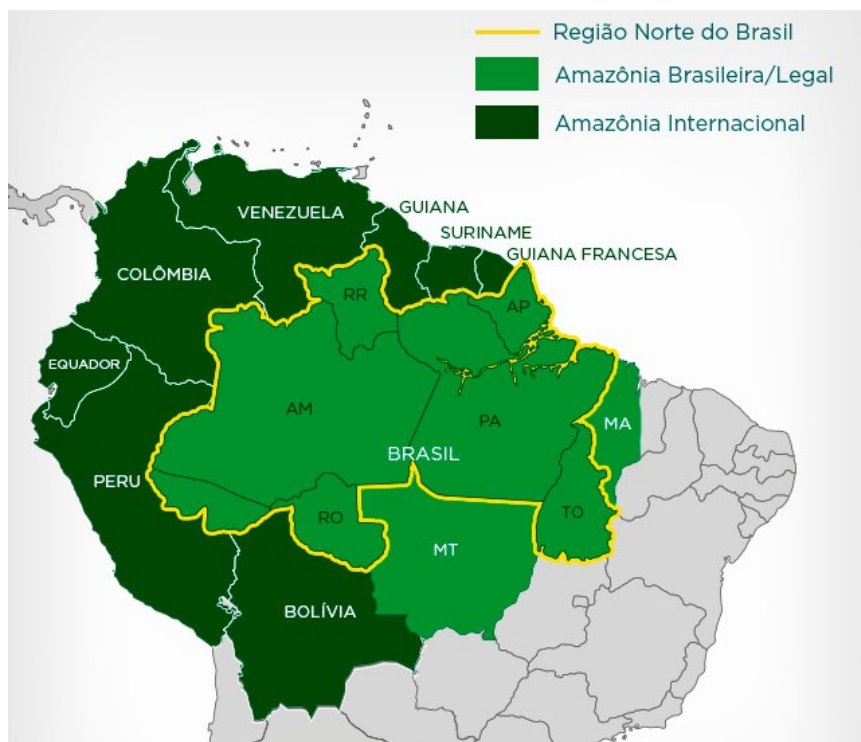 Região Norte do Brasil
Amazônia Brasileira/Legal
Amazônia Internacional
VENEZUELA
GUIANA
SURINAME
GUIANA FRANCESA
COLÔMBIA
RR
AP
EQUADOR
AM
PA
MA
BRASIL
PERU
RO
TO
MT
BOLÍVIA